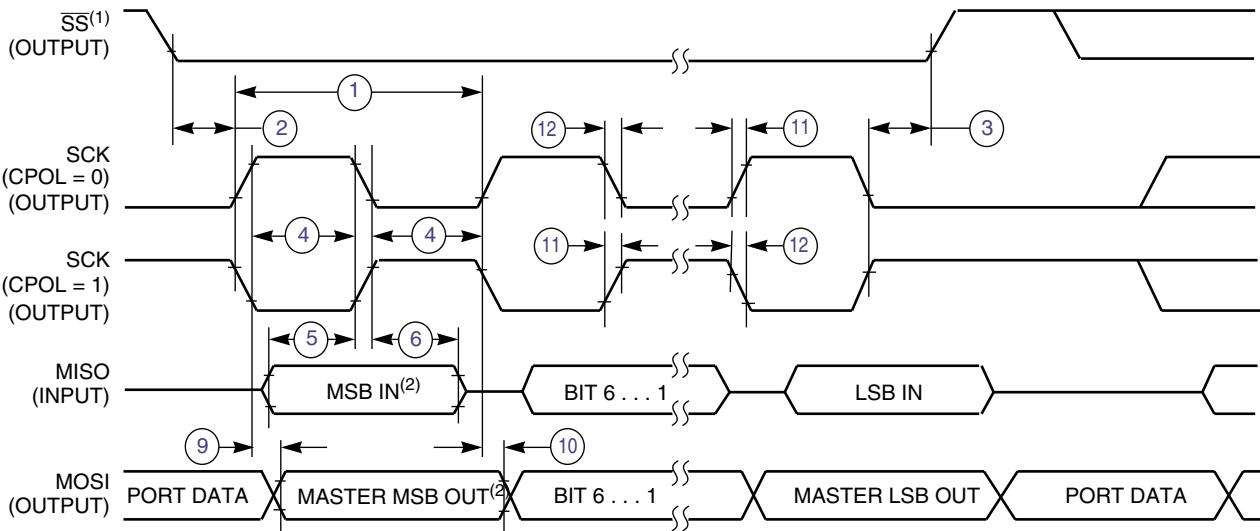 SS(1)
(OUTPUT)
1
2
12
11
3
SCK
(CPOL = 0)
(OUTPUT)
4
4
11
12
SCK
(CPOL = 1)
(OUTPUT)
5
6
MISO
(INPUT)
MSB IN(2)
BIT 6 . . . 1
LSB IN
9
10
MOSI
(OUTPUT)
PORT DATA
MASTER MSB OUT(2
BIT 6 . . . 1
MASTER LSB OUT
PORT DATA